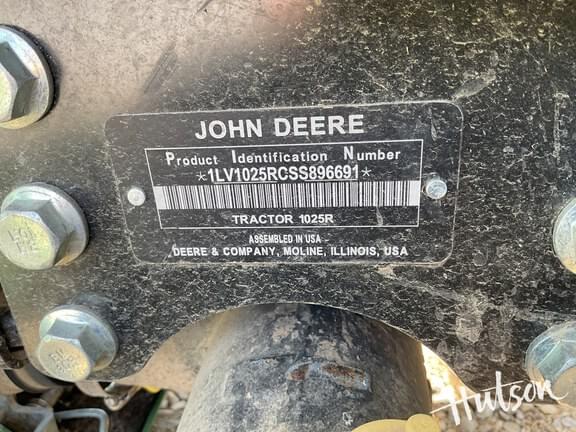 JOHN DEERE
Product Identification Number
*1LV1025RCSS896691*
TRACTOR 1025R
ASSEMBLED IN USA
DEERE & COMPANY, MOLINE, ILLINOIS, USA
Hutson